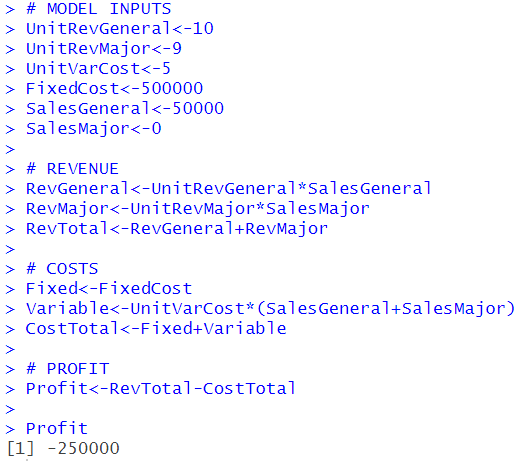 > # MODEL INPUTS
> UnitRevGeneral<-10
> UnitRevMajor<-9
> UnitVarCost<-5
> FixedCost<-500000
> SalesGeneral<-50000
> SalesMajor<-0
>
> # REVENUE
> RevGeneral<-UnitRevGeneral*SalesGeneral
> RevMajor<-UnitRevMajor*SalesMajor
> RevTotal<-RevGeneral+RevMajor
>
> # COSTS
> Fixed<-FixedCost
> Variable<-UnitVarCost*(SalesGeneral+SalesMajor)
> CostTotal<-Fixed+Variable
>
> # PROFIT
> Profit<-RevTotal-CostTotal
>
> Profit
[1] -250000